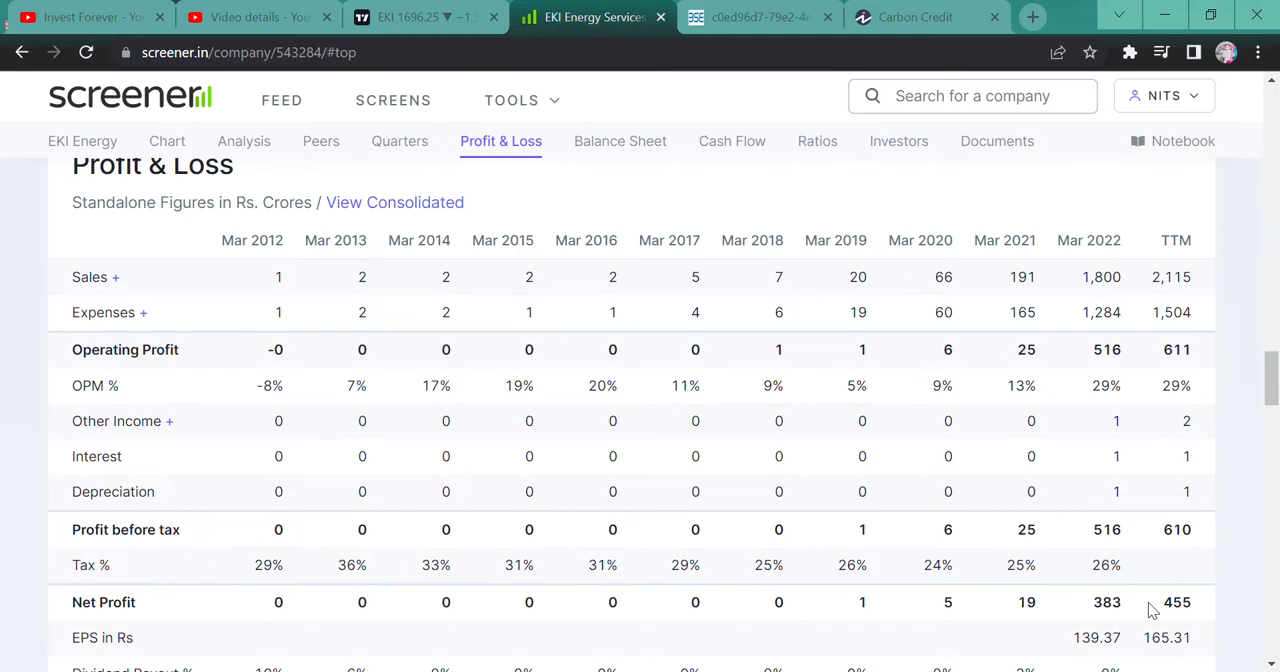 Invest Forever - Yo
Video details - You
EKI 1696.25 ▼ −1.
EKI Energy Services
BSE c0ed96d7-79e2-4e
Carbon Credit
screener.in/company/543284/#top
screener
FEED SCREENS TOOLS
Search for a company
NITS
EKI Energy Chart Analysis Peers Quarters Profit & Loss Balance Sheet Cash Flow Ratios Investors Documents Notebook
Profit & Loss
Standalone Figures in Rs. Crores / View Consolidated
Mar 2012 Mar 2013 Mar 2014 Mar 2015 Mar 2016 Mar 2017 Mar 2018 Mar 2019 Mar 2020 Mar 2021 Mar 2022 TTM
Sales + 1 2 2 2 2 5 7 20 66 191 1,800 2,115
Expenses + 1 2 2 1 1 4 6 19 60 165 1,284 1,504
Operating Profit -0 0 0 0 0 0 1 1 6 25 516 611
OPM % -8% 7% 17% 19% 20% 11% 9% 5% 9% 13% 29% 29%
Other Income + 0 0 0 0 0 0 0 0 0 0 1 2
Interest 0 0 0 0 0 0 0 0 0 0 1 1
Depreciation 0 0 0 0 0 0 0 0 0 0 1 1
Profit before tax 0 0 0 0 0 0 0 1 6 25 516 610
Tax % 29% 36% 33% 31% 31% 29% 25% 26% 24% 25% 26%
Net Profit 0 0 0 0 0 0 0 1 5 19 383 455
EPS in Rs 139.37 165.31